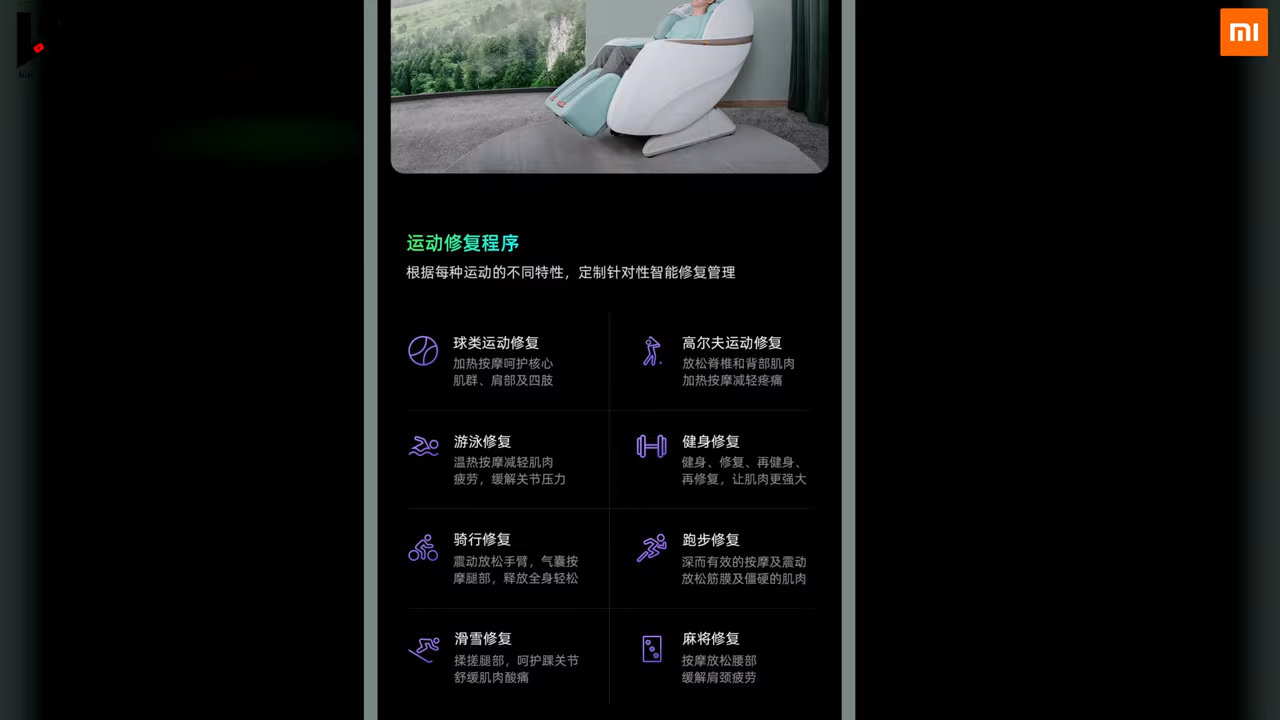 mi
Kin
运动修复程序
根据每种运动的不同特性，定制针对性智能修复管理
球类运动修复
加热按摩呵护核心
肌群、肩部及四肢
高尔夫运动修复
放松脊椎和背部肌肉
加热按摩减轻疼痛
游泳修复
温热按摩减轻肌肉
疲劳，缓解关节压力
健身修复
健身、修复、再健身、
再修复，让肌肉更强大
骑行修复
震动放松手臂，气囊按
摩腿部，释放全身轻松
跑步修复
深而有效的按摩及震动
放松筋膜及僵硬的肌肉
滑雪修复
揉搓腿部，呵护踝关节
舒缓肌肉酸痛
麻将修复
按摩放松腰部
缓解肩颈疲劳